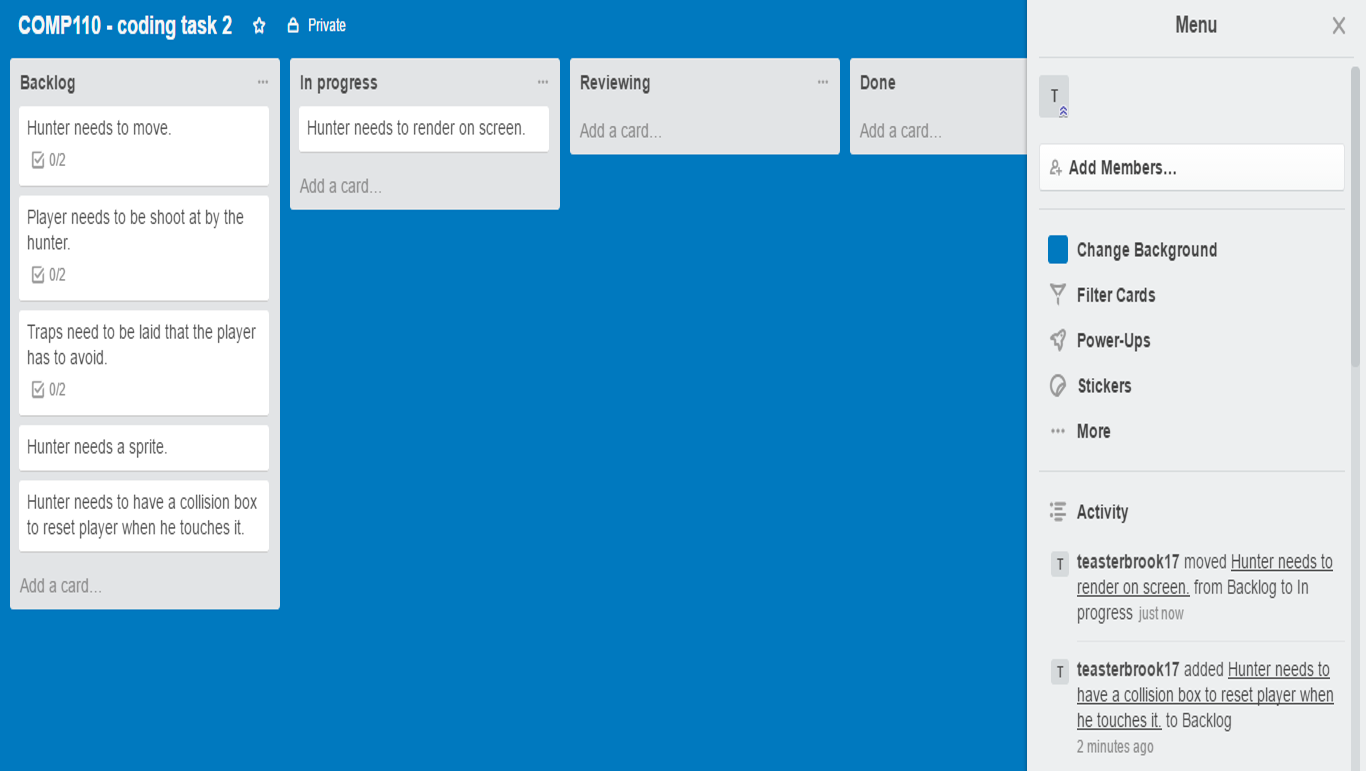 COMP110 - coding task 2
Private
Backlog
Hunter needs to move.
0/2
Player needs to be shoot at by the
hunter.
0/2
Traps need to be laid that the player
has to avoid.
0/2
Hunter needs a sprite.
Hunter needs to have a collision box
to reset player when he touches it.
Add a card...
In progress
Hunter needs to render on screen.
Add a card...
Reviewing
Add a card...
Done
Add a card...
Menu
T
Add Members...
Change Background
Filter Cards
Power-Ups
Stickers
More
Activity
T
teasterbrook17 moved Hunter needs to
render on screen. from Backlog to In
progress just now
T
teasterbrook17 added Hunter needs to
have a collision box to reset player when
he touches it. to Backlog
2 minutes ago